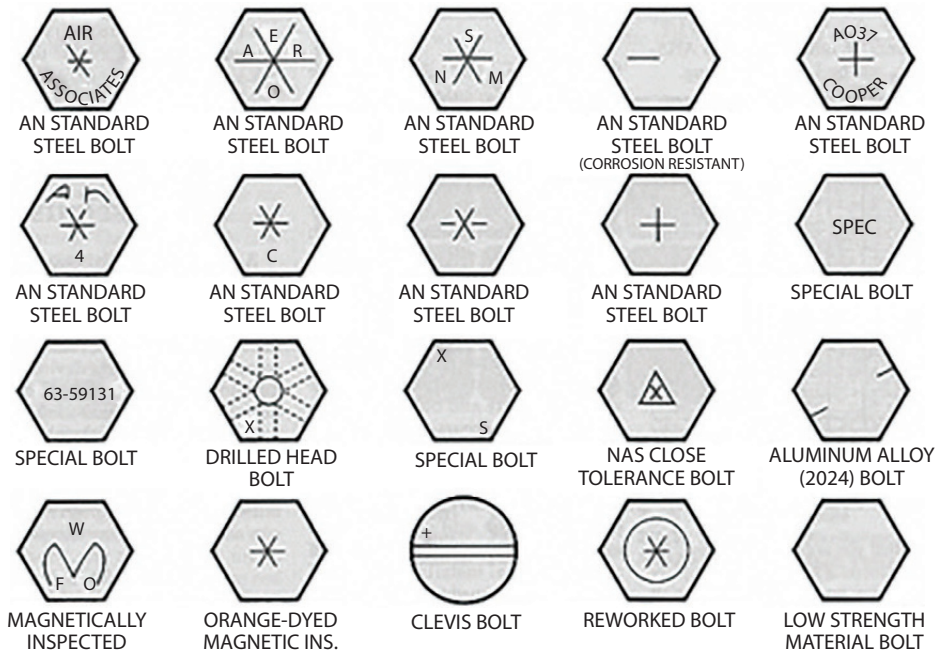 AIR
ASSOCIATES
AN STANDARD
STEEL BOLT
E
A R
O
AN STANDARD
STEEL BOLT
S
N M
AN STANDARD
STEEL BOLT
AN STANDARD
STEEL BOLT
(CORROSION RESISTANT)
AO37
COOPER
AN STANDARD
STEEL BOLT
4
AN STANDARD
STEEL BOLT
C
AN STANDARD
STEEL BOLT
AN STANDARD
STEEL BOLT
AN STANDARD
STEEL BOLT
SPEC
SPECIAL BOLT
63-59131
SPECIAL BOLT
X
DRILLED HEAD
BOLT
X
S
SPECIAL BOLT
X
NAS CLOSE
TOLERANCE BOLT
ALUMINUM ALLOY
(2024) BOLT
W
F O
MAGNETICALLY
INSPECTED
ORANGE-DYED
MAGNETIC INS.
+
CLEVIS BOLT
REWORKED BOLT
LOW STRENGTH
MATERIAL BOLT